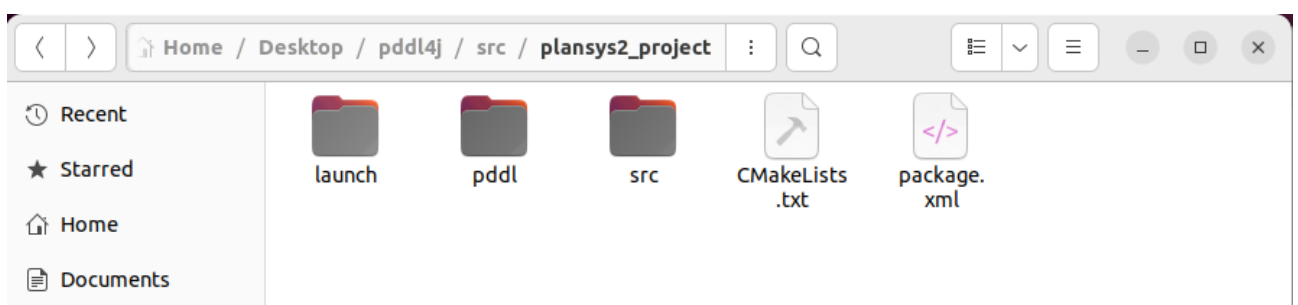 Home / Desktop / pddl4j / src / plansys2_project
Recent
Starred
Home
Documents
launch
pddl
src
CMakeLists
.txt
package.
xml